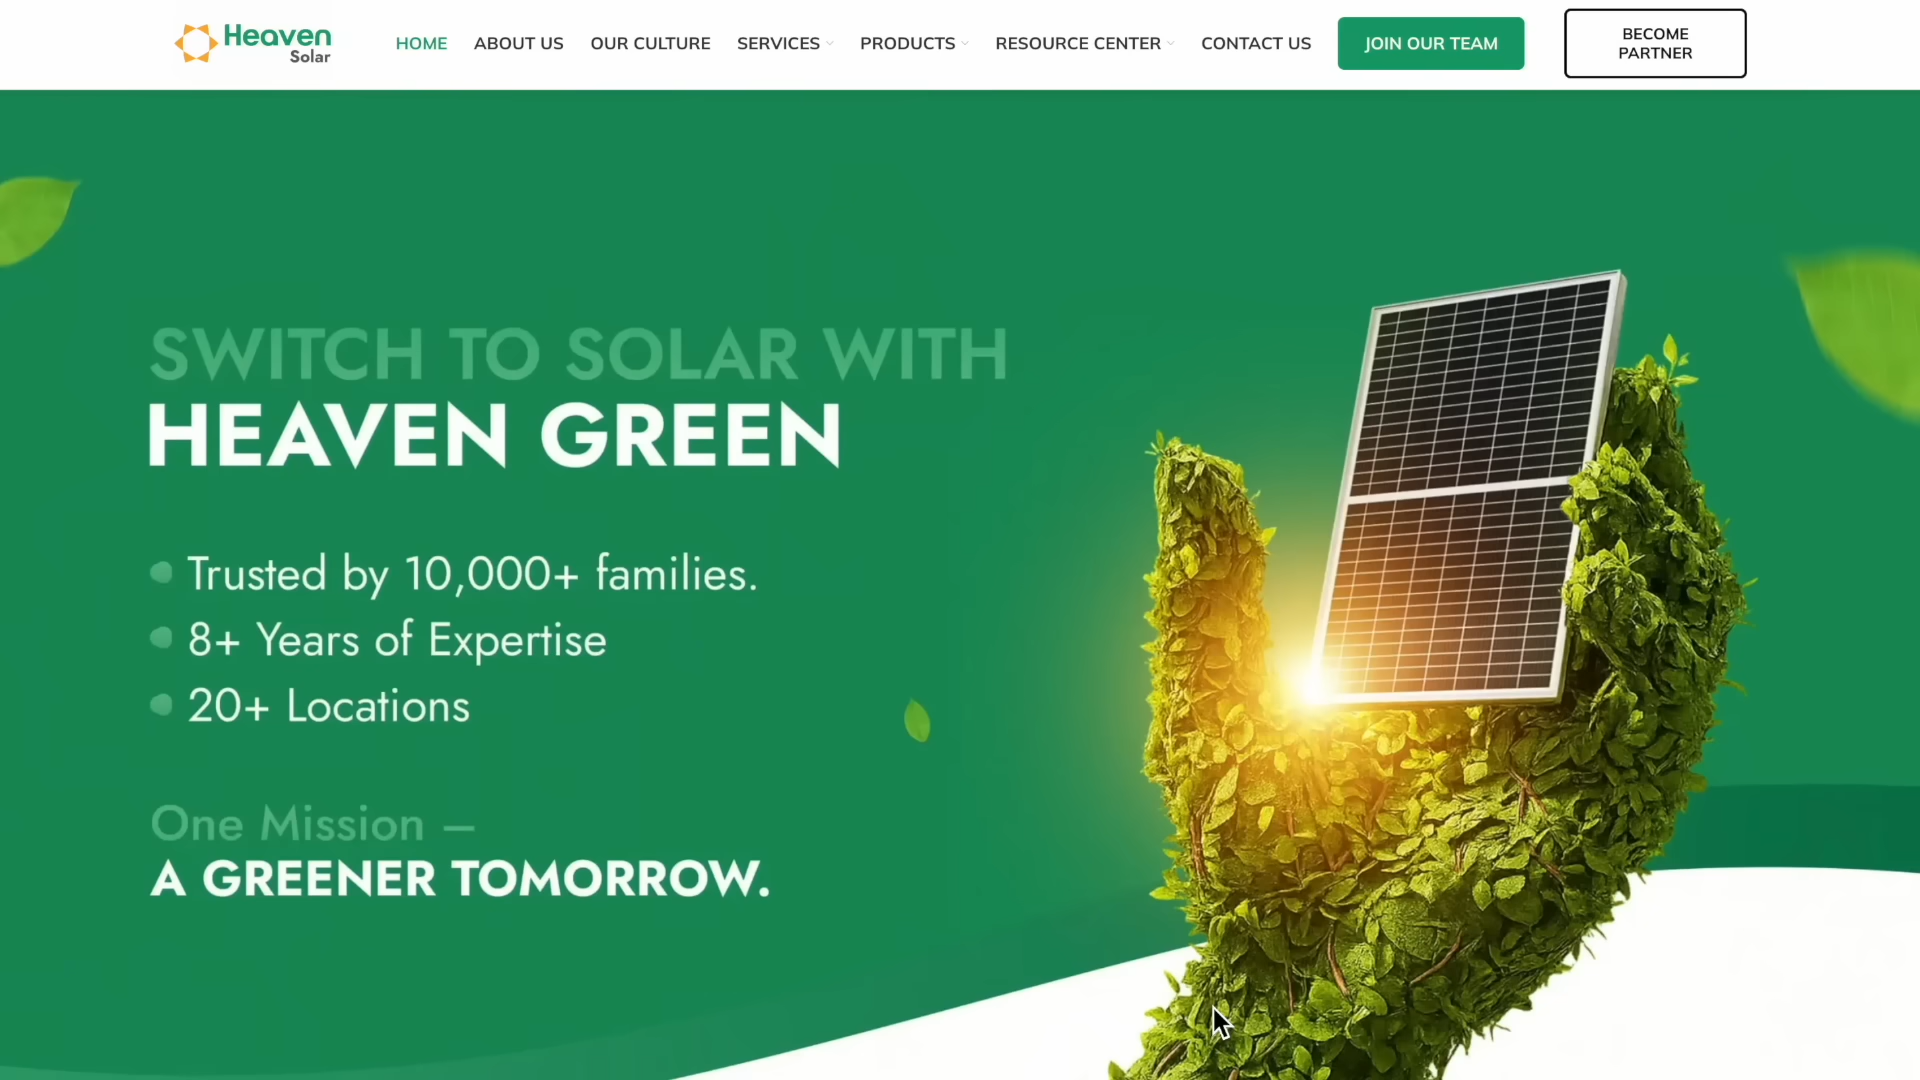 Heaven
Solar
HOME
ABOUT US
OUR CULTURE
SERVICES
PRODUCTS
RESOURCE CENTER
CONTACT US
JOIN OUR TEAM
BECOME
PARTNER
SWITCH TO SOLAR WITH
HEAVEN GREEN
Trusted by 10,000+ families.
8+ Years of Expertise
20+ Locations
One Mission –
A GREENER TOMORROW.